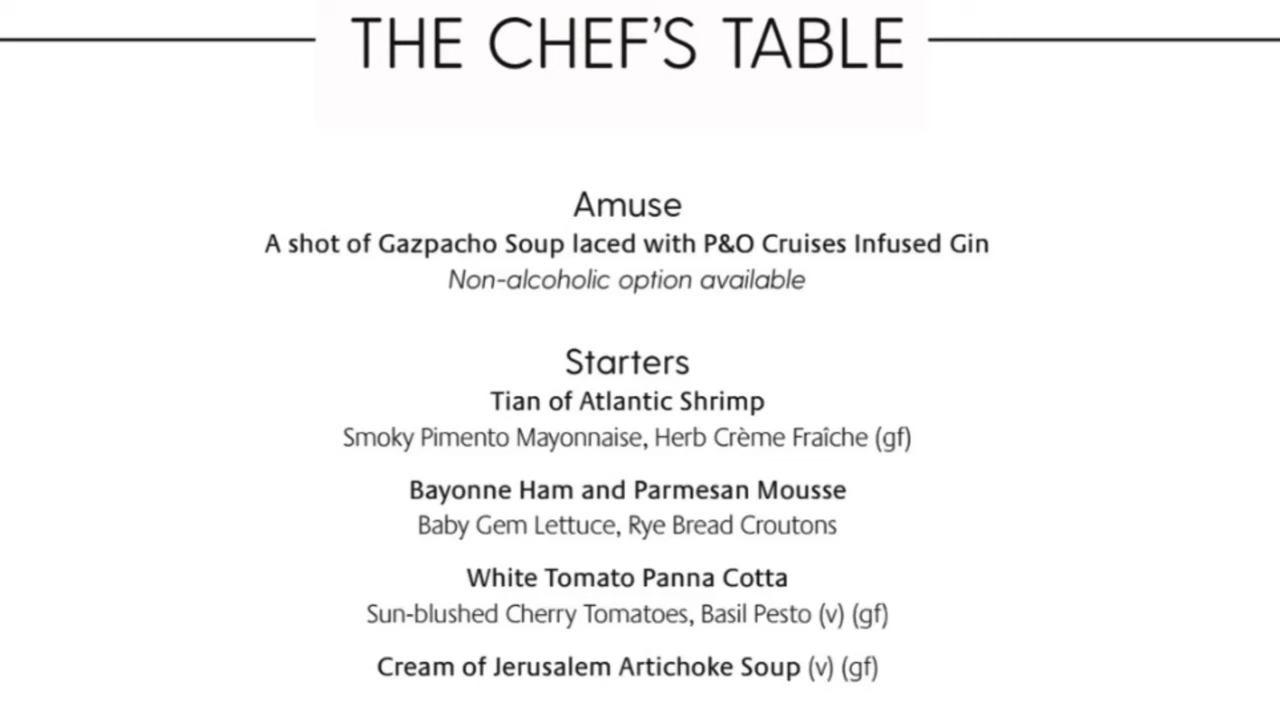 THE CHEF’S TABLE
Amuse
A shot of Gazpacho Soup laced with P&O Cruises Infused Gin
Non-alcoholic option available
Starters
Tian of Atlantic Shrimp
Smoky Pimento Mayonnaise, Herb Crème Fraîche (gf)
Bayonne Ham and Parmesan Mousse
Baby Gem Lettuce, Rye Bread Croutons
White Tomato Panna Cotta
Sun-blushed Cherry Tomatoes, Basil Pesto (v) (gf)
Cream of Jerusalem Artichoke Soup (v) (gf)